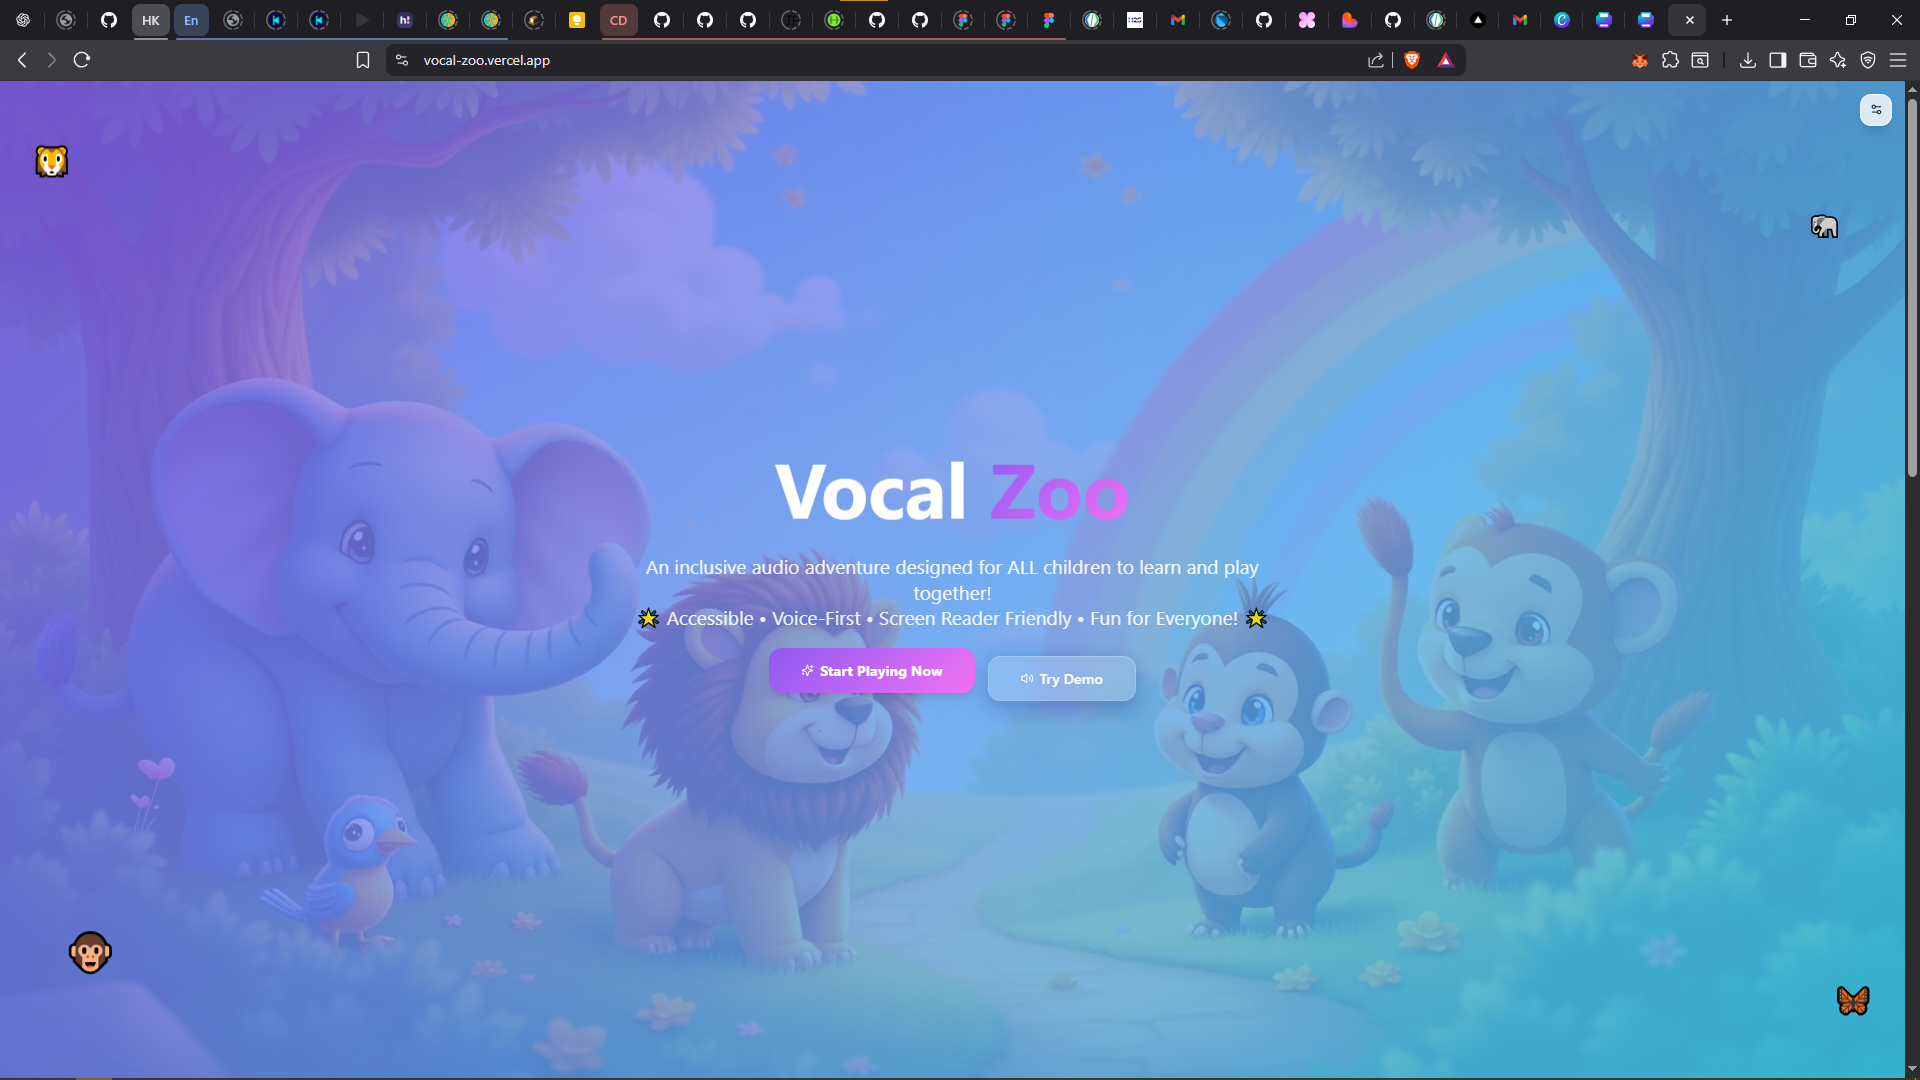 HK
En
h!
CD
vocal-zoo.vercel.app
Vocal Zoo
An inclusive audio adventure designed for ALL children to learn and play
together!
Accessible • Voice-First • Screen Reader Friendly • Fun for Everyone!
Start Playing Now
Try Demo